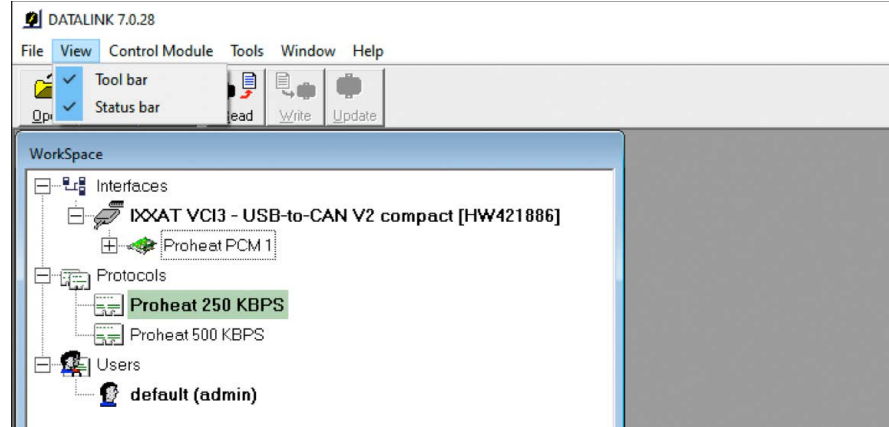 DATALINK 7.0.28
File View Control Module Tools Window Help
Tool bar
Status bar
Write Update
WorkSpace
Interfaces
IXXAT VCI3 - USB-to-CAN V2 compact [HW421886]
Proheat PCM 1
Protocols
Proheat 250 KBPS
Proheat 500 KBPS
Users
default (admin)